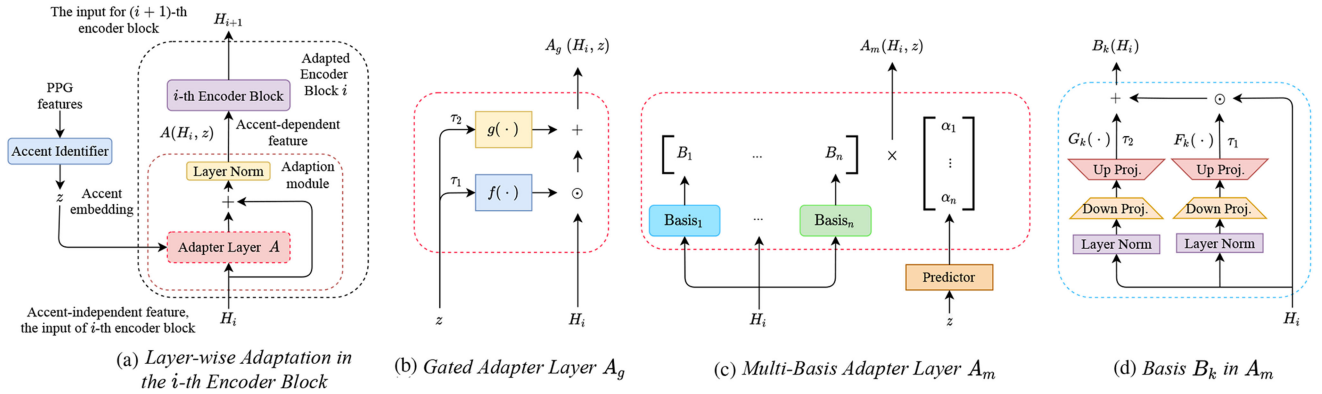 The input for (i + 1)-th
encoder block
H_{i+1}
PPG
features
Adapted
Encoder
Block i
i-th Encoder Block
Accent Identifier
A(H_i, z)
Accent-dependent
feature
Layer Norm
Adaption
module
z
Accent
embedding
+
Adapter Layer A
Accent-independent feature,
the input of i-th encoder block
H_i
(a) Layer-wise Adaptation in
the i-th Encoder Block
A_g (H_i, z)
τ_2
g( · )
+
τ_1
f( · )
⊙
z
H_i
(b) Gated Adapter Layer A_g
A_m(H_i, z)
[ B_1 ... B_n ] × [ α_1 ⋮ α_n ]
Basis_1
...
Basis_n
Predictor
H_i
z
(c) Multi-Basis Adapter Layer A_m
B_k(H_i)
+
⊙
G_k( · ) τ_2
F_k( · ) τ_1
Up Proj.
Up Proj.
Down Proj.
Down Proj.
Layer Norm
Layer Norm
H_i
(d) Basis B_k in A_m